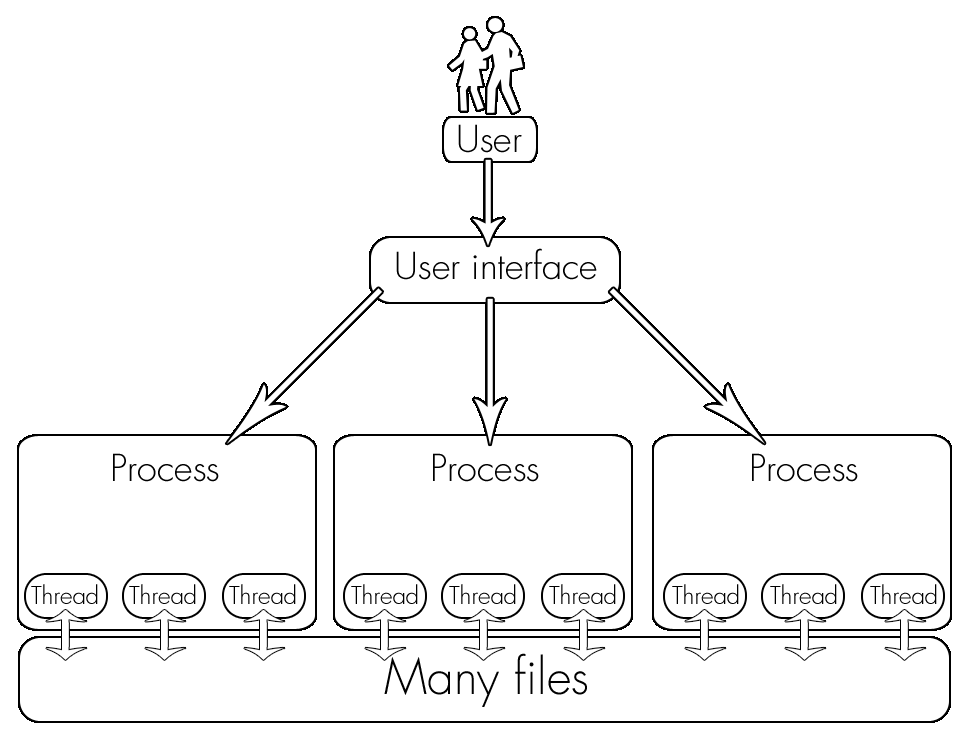 User
User interface
Process
Process
Process
Thread
Thread
Thread
Thread
Thread
Thread
Thread
Thread
Thread
Many files